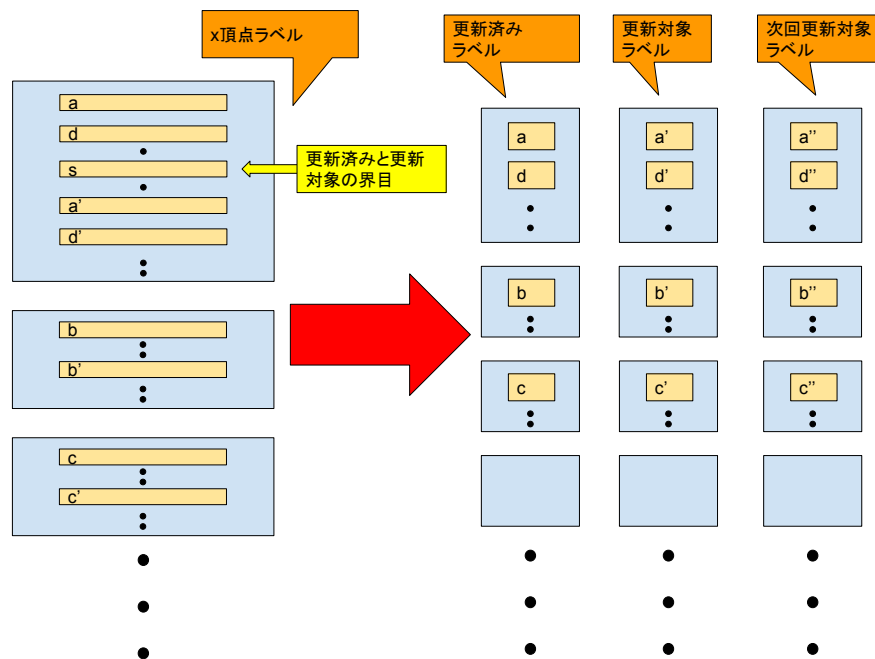 x頂点ラベル
a
d
s
a'
d'
更新済みと更新
対象の界目
b
b'
c
c'
更新済み
ラベル
更新対象
ラベル
次回更新対象
ラベル
a
a'
a''
d
d'
d''
b
b'
b''
c
c'
c''